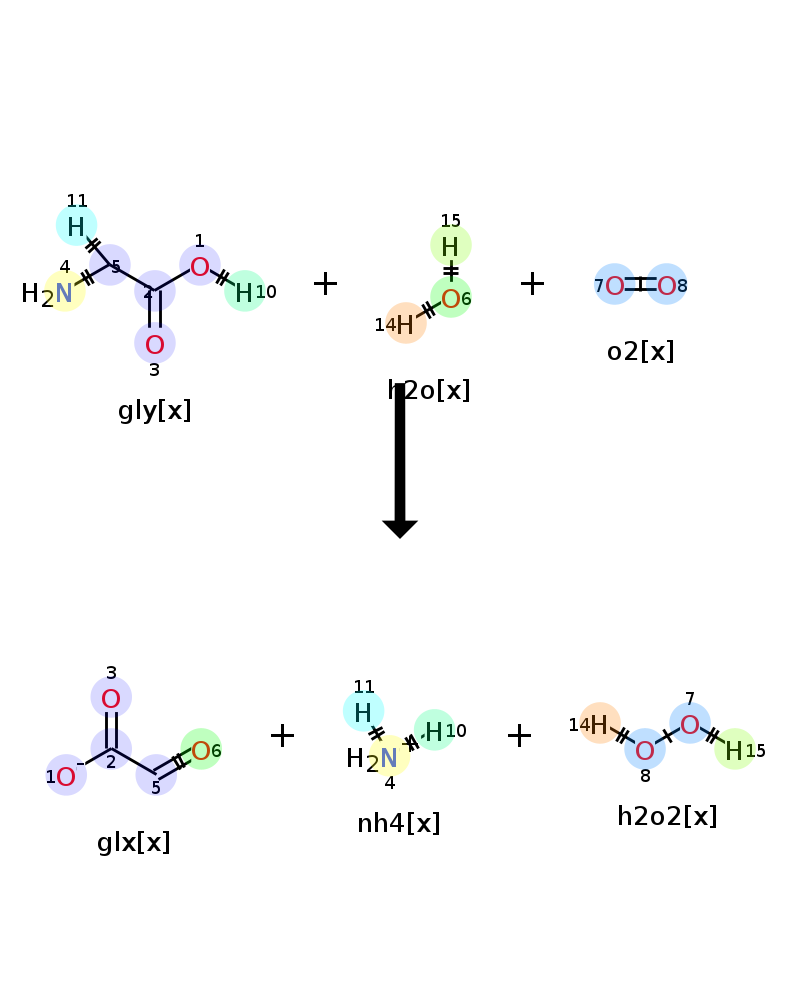 11
H
4
H2N
5
2
O
3
1
O
H10
gly[x]
+
15
H
O6
14H
h2o[x]
+
7O
O8
o2[x]
3
O
1O-
2
5
O6
glx[x]
+
11
H
H10
H2N
4
nh4[x]
+
14H
O
8
7
O
H15
h2o2[x]